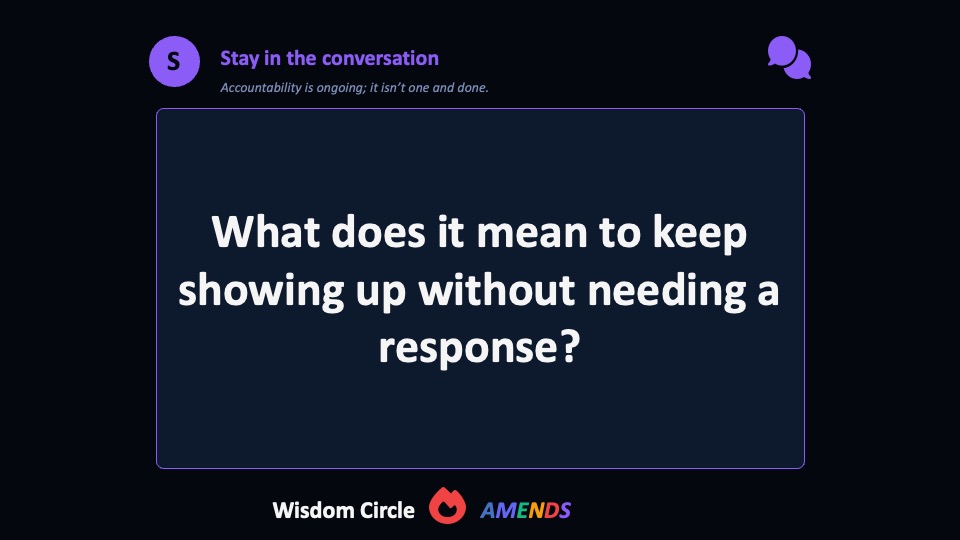 S
Stay in the conversation
Accountability is ongoing; it isn’t one and done.
What does it mean to keep
showing up without needing a
response?
Wisdom Circle AMENDS